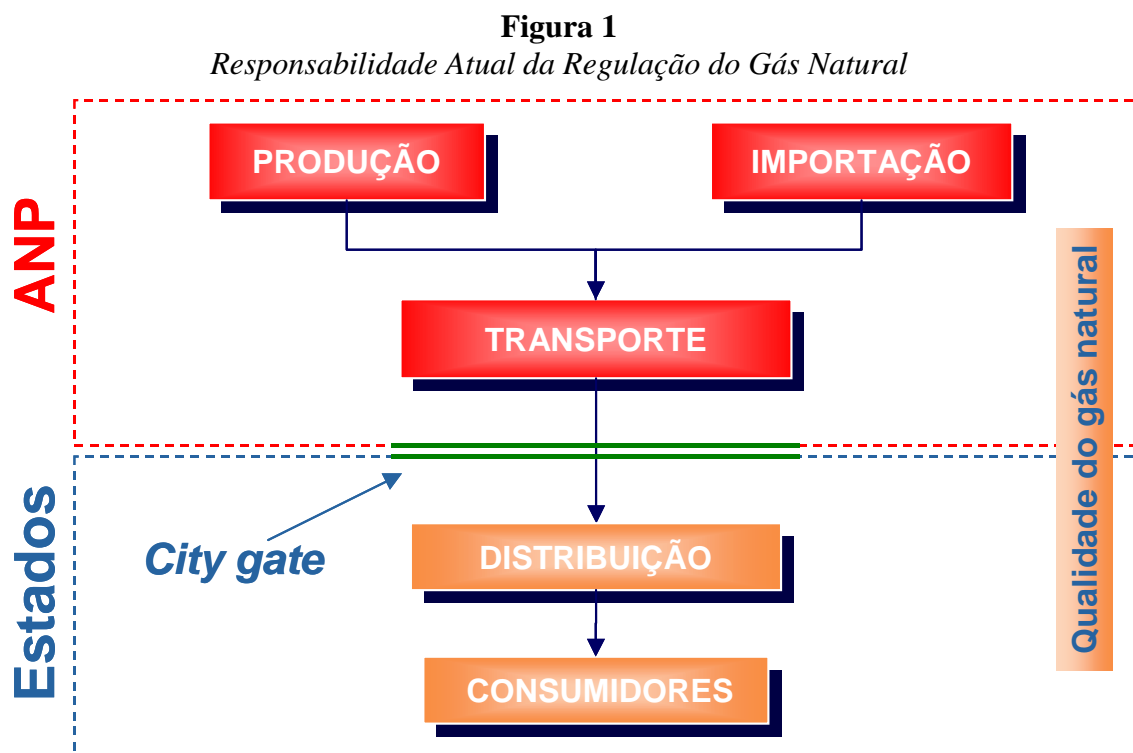 Figura 1
Responsabilidade Atual da Regulação do Gás Natural
ANP
PRODUÇÃO
IMPORTAÇÃO
TRANSPORTE
Qualidade do gás natural
Estados
City gate
DISTRIBUIÇÃO
CONSUMIDORES